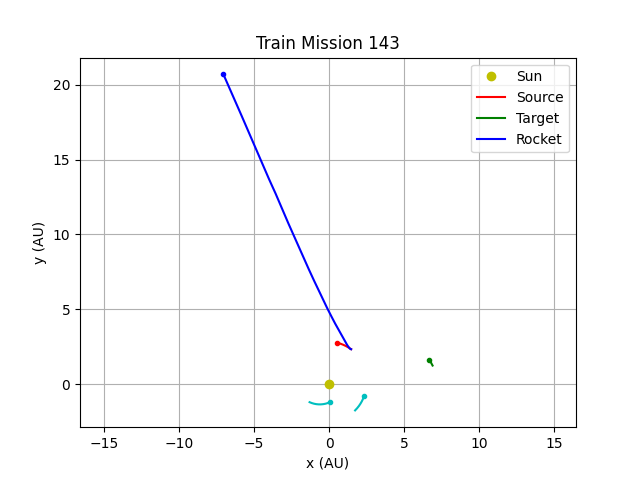 Train Mission 143
Sun
Source
Target
Rocket
y (AU)
20
15
10
5
0
−15
−10
−5
0
5
10
15
x (AU)